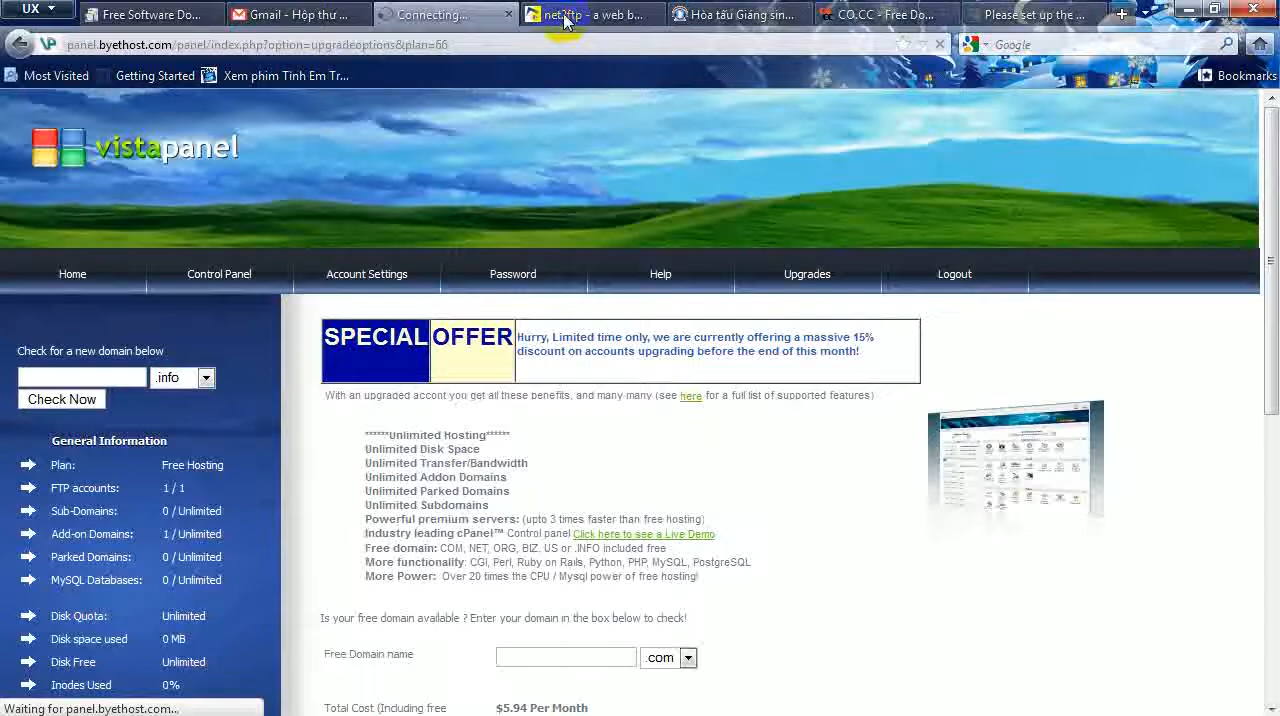 UX
Free Software Do...
Gmail - Hộp thư ...
Connecting...
net2ftp - a web b...
Hòa tấu Giáng sin...
CO.CC - Free Do...
Please set up the ...
panel.byethost.com/panel/index.php?option=upgradeoptions&plan=66
Google
Most Visited
Getting Started
Xem phim Tinh Em Tr...
Bookmarks
vistapanel
Home
Control Panel
Account Settings
Password
Help
Upgrades
Logout
Check for a new domain below
.info
Check Now
General Information
Plan: Free Hosting
FTP accounts: 1 / 1
Sub-Domains: 0 / Unlimited
Add-on Domains: 1 / Unlimited
Parked Domains: 0 / Unlimited
MySQL Databases: 0 / Unlimited
Disk Quota: Unlimited
Disk space used 0 MB
Disk Free Unlimited
Inodes Used 0%
SPECIAL OFFER
Hurry, Limited time only, we are currently offering a massive 15%
discount on accounts upgrading before the end of this month!
With an upgraded accont you get all these benefits, and many many (see here for a full list of supported features)
******Unlimited Hosting******
Unlimited Disk Space
Unlimited Transfer/Bandwidth
Unlimited Addon Domains
Unlimited Parked Domains
Unlimited Subdomains
Powerful premium servers: (upto 3 times faster than free hosting)
Industry leading cPanel™ Control panel Click here to see a Live Demo
Free domain: COM, NET, ORG, BIZ. US or .INFO included free
More functionality: CGI, Perl, Ruby on Rails, Python, PHP, MySQL, PostgreSQL
More Power: Over 20 times the CPU / Mysql power of free hosting!
Is your free domain available ? Enter your domain in the box below to check!
Free Domain name
.com
Total Cost (Including free
$5.94 Per Month
Waiting for panel.byethost.com...